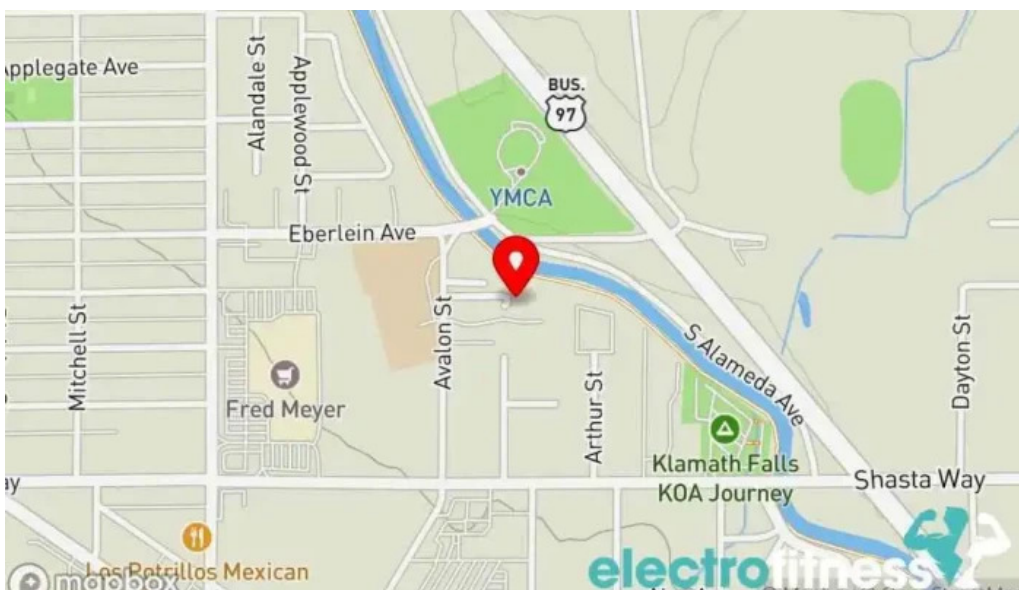 Applegate Ave
Alandale St
Applewood St
BUS.
97
YMCA
Eberlein Ave
Mitchell St
Avalon St
Fred Meyer
Arthur St
S Alameda Ave
Dayton St
Klamath Falls
KOA Journey
Shasta Way
ay
Los Potrillos Mexican
mapbox
electrofitness